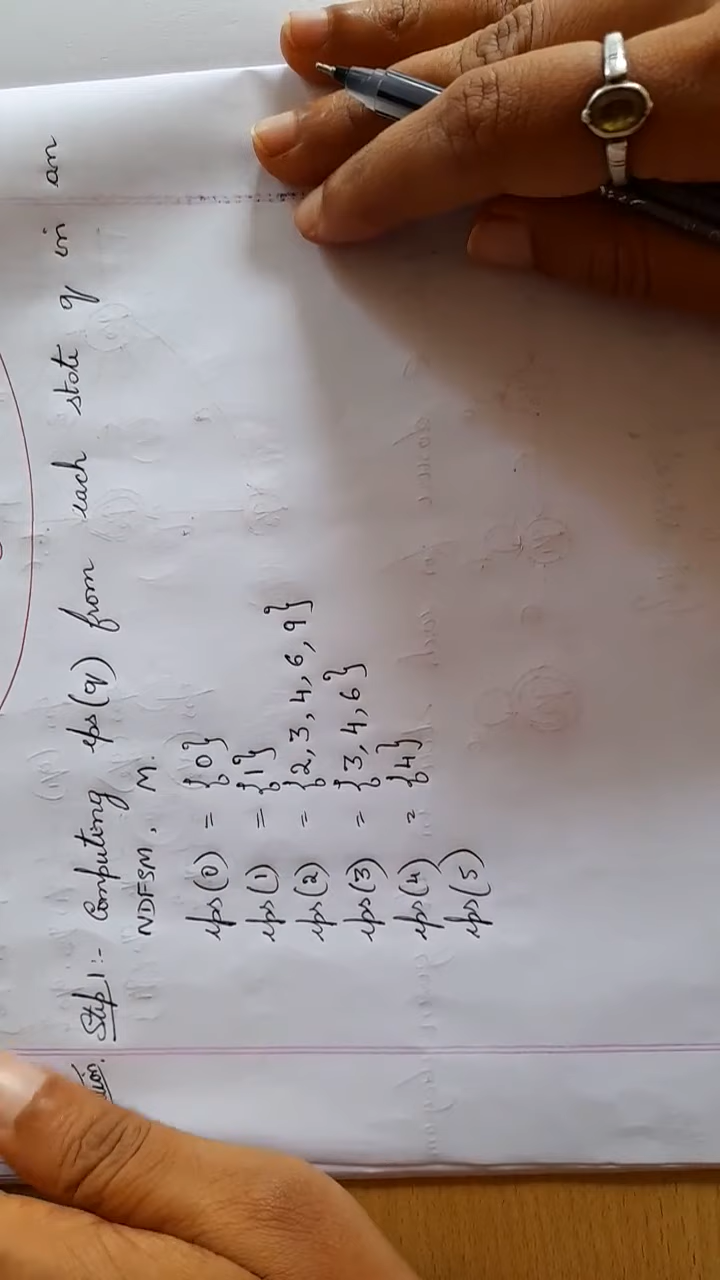 Step 1:- Computing eps(q) from each state q in an
NDFSM, M.
eps(0) = {0}
eps(1) = {1}
eps(2) = {2, 3, 4, 6, 9}
eps(3) = {3, 4, 6}
eps(4) = {4}
eps(5)